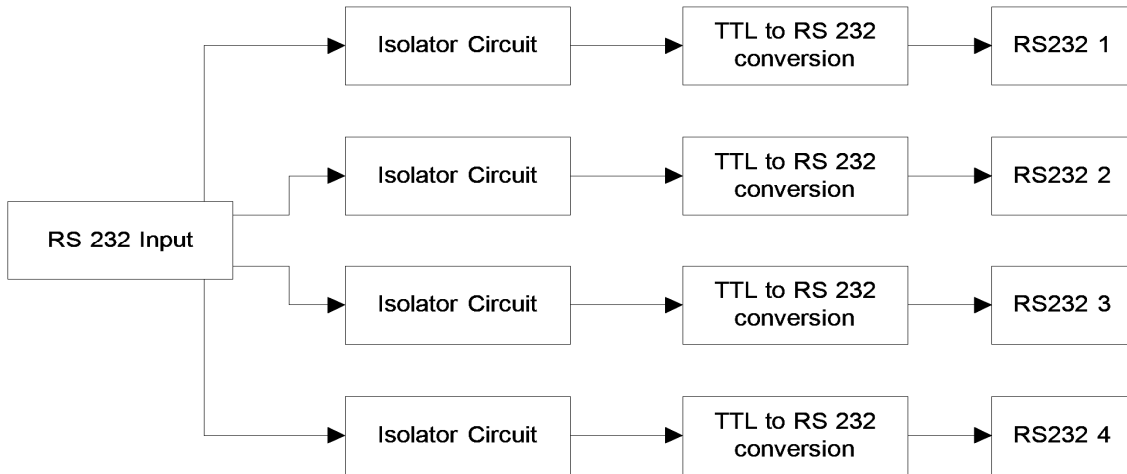 Isolator Circuit
TTL to RS 232
conversion
RS232 1
Isolator Circuit
TTL to RS 232
conversion
RS232 2
RS 232 Input
Isolator Circuit
TTL to RS 232
conversion
RS232 3
Isolator Circuit
TTL to RS 232
conversion
RS232 4